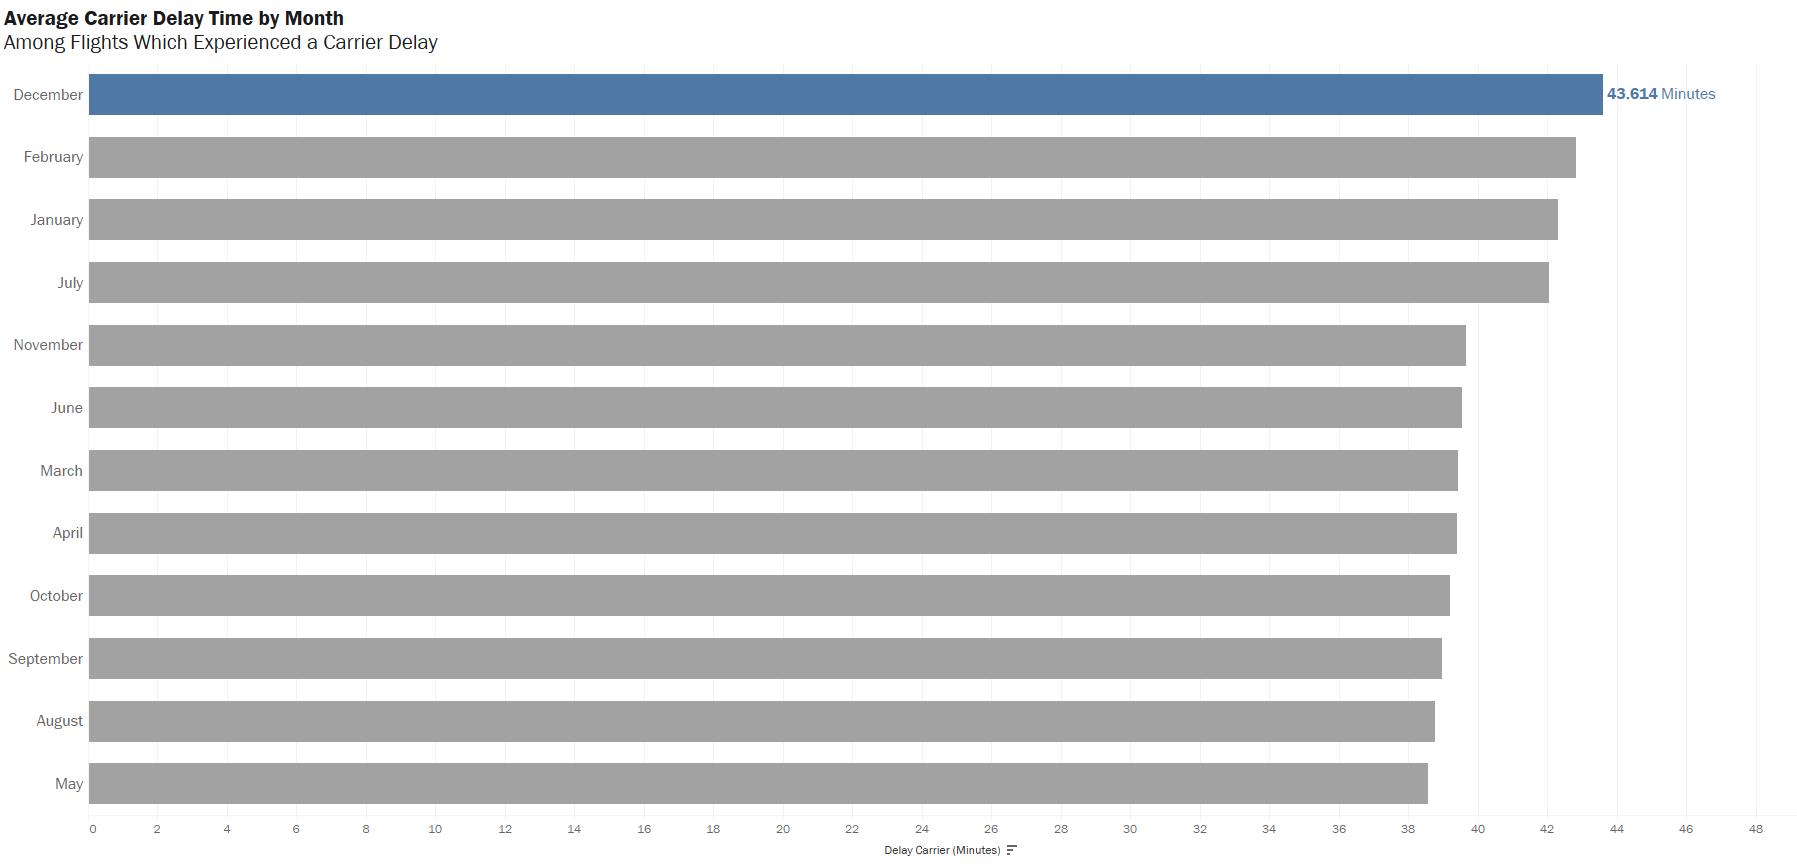 Average Carrier Delay Time by Month
Among Flights Which Experienced a Carrier Delay
December
43.614 Minutes
February
January
July
November
June
March
April
October
September
August
May
0 2 4 6 8 10 12 14 16 18 20 22 24 26 28 30 32 34 36 38 40 42 44 46 48
Delay Carrier (Minutes)